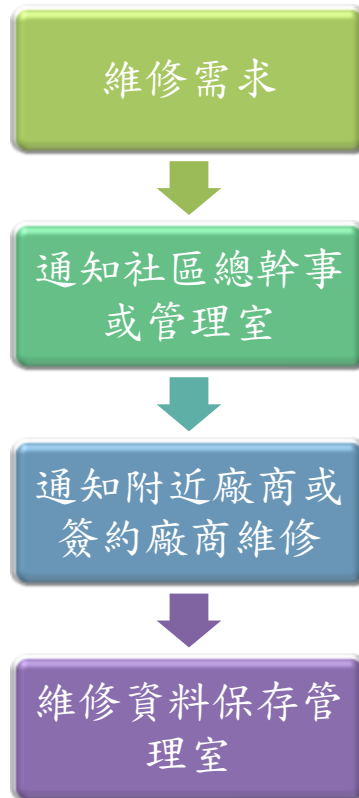 維修需求
通知社區總幹事
或管理室
通知附近廠商或
簽約廠商維修
維修資料保存管
理室